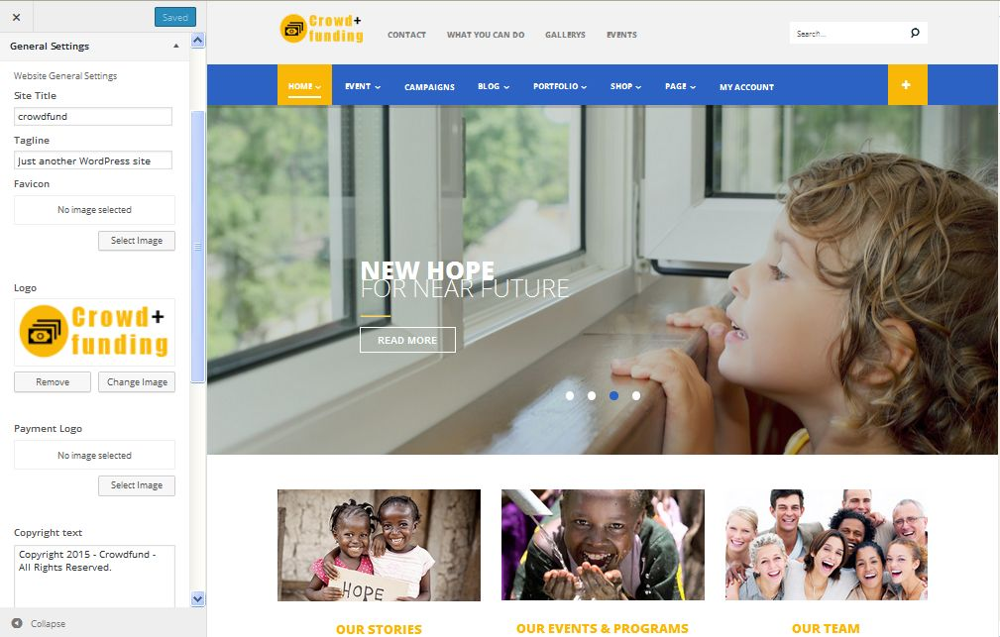 Saved
General Settings
Website General Settings
Site Title
crowdfund
Tagline
Just another WordPress site
Favicon
No image selected
Select Image
Logo
Crowd+
funding
Remove
Change Image
Payment Logo
No image selected
Select Image
Copyright text
Copyright 2015 - Crowdfund -
All Rights Reserved.
Collapse
Crowd+
funding
CONTACT WHAT YOU CAN DO GALLERYS EVENTS
Search...
HOME EVENT CAMPAIGNS BLOG PORTFOLIO SHOP PAGE MY ACCOUNT
NEW HOPE
FOR NEAR FUTURE
READ MORE
HOPE
OUR STORIES
OUR EVENTS & PROGRAMS
OUR TEAM